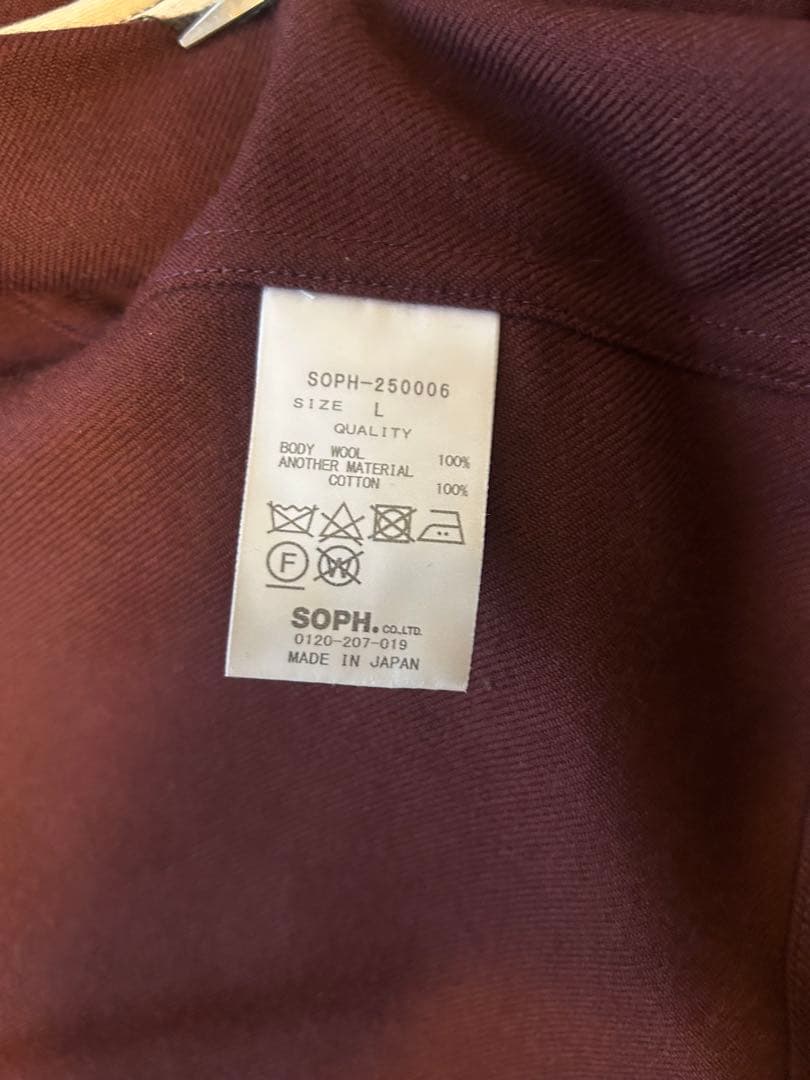 SOPH-250006
SIZE L
QUALITY
BODY WOOL 100%
ANOTHER MATERIAL
COTTON 100%
F W
SOPH. CO.,LTD.
0120-207-019
MADE IN JAPAN